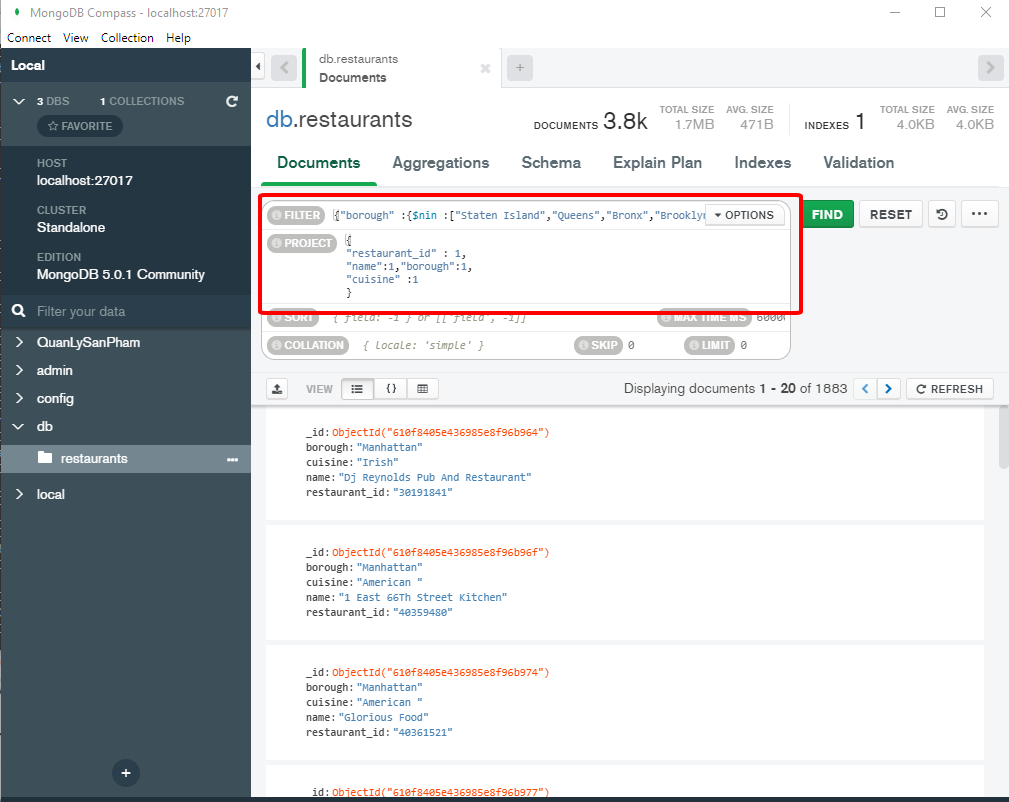 MongoDB Compass - localhost:27017
Connect View Collection Help
Local
3 DBS 1 COLLECTIONS
FAVORITE
HOST
localhost:27017
CLUSTER
Standalone
EDITION
MongoDB 5.0.1 Community
Filter your data
QuanLySanPham
admin
config
db
restaurants
local
db.restaurants
Documents
db.restaurants
DOCUMENTS 3.8k
TOTAL SIZE 1.7MB
AVG. SIZE 471B
INDEXES 1
TOTAL SIZE 4.0KB
AVG. SIZE 4.0KB
Documents Aggregations Schema Explain Plan Indexes Validation
FILTER {"borough" :{$nin :["Staten Island","Queens","Bronx","Brooklyn OPTIONS FIND RESET
PROJECT {
"restaurant_id" : 1,
"name":1,"borough":1,
"cuisine" :1
}
SORT { field: -1 } or [['field', -1]] MAX TIME MS 60000
COLLATION { locale: 'simple' } SKIP 0 LIMIT 0
VIEW {} Displaying documents 1 - 20 of 1883 REFRESH
_id: ObjectId("610f8405e436985e8f96b964")
borough: "Manhattan"
cuisine: "Irish"
name: "Dj Reynolds Pub And Restaurant"
restaurant_id: "30191841"
_id: ObjectId("610f8405e436985e8f96b96f")
borough: "Manhattan"
cuisine: "American "
name: "1 East 66Th Street Kitchen"
restaurant_id: "40359480"
_id: ObjectId("610f8405e436985e8f96b974")
borough: "Manhattan"
cuisine: "American "
name: "Glorious Food"
restaurant_id: "40361521"
_id: ObjectId("610f8405e436985e8f96b977")